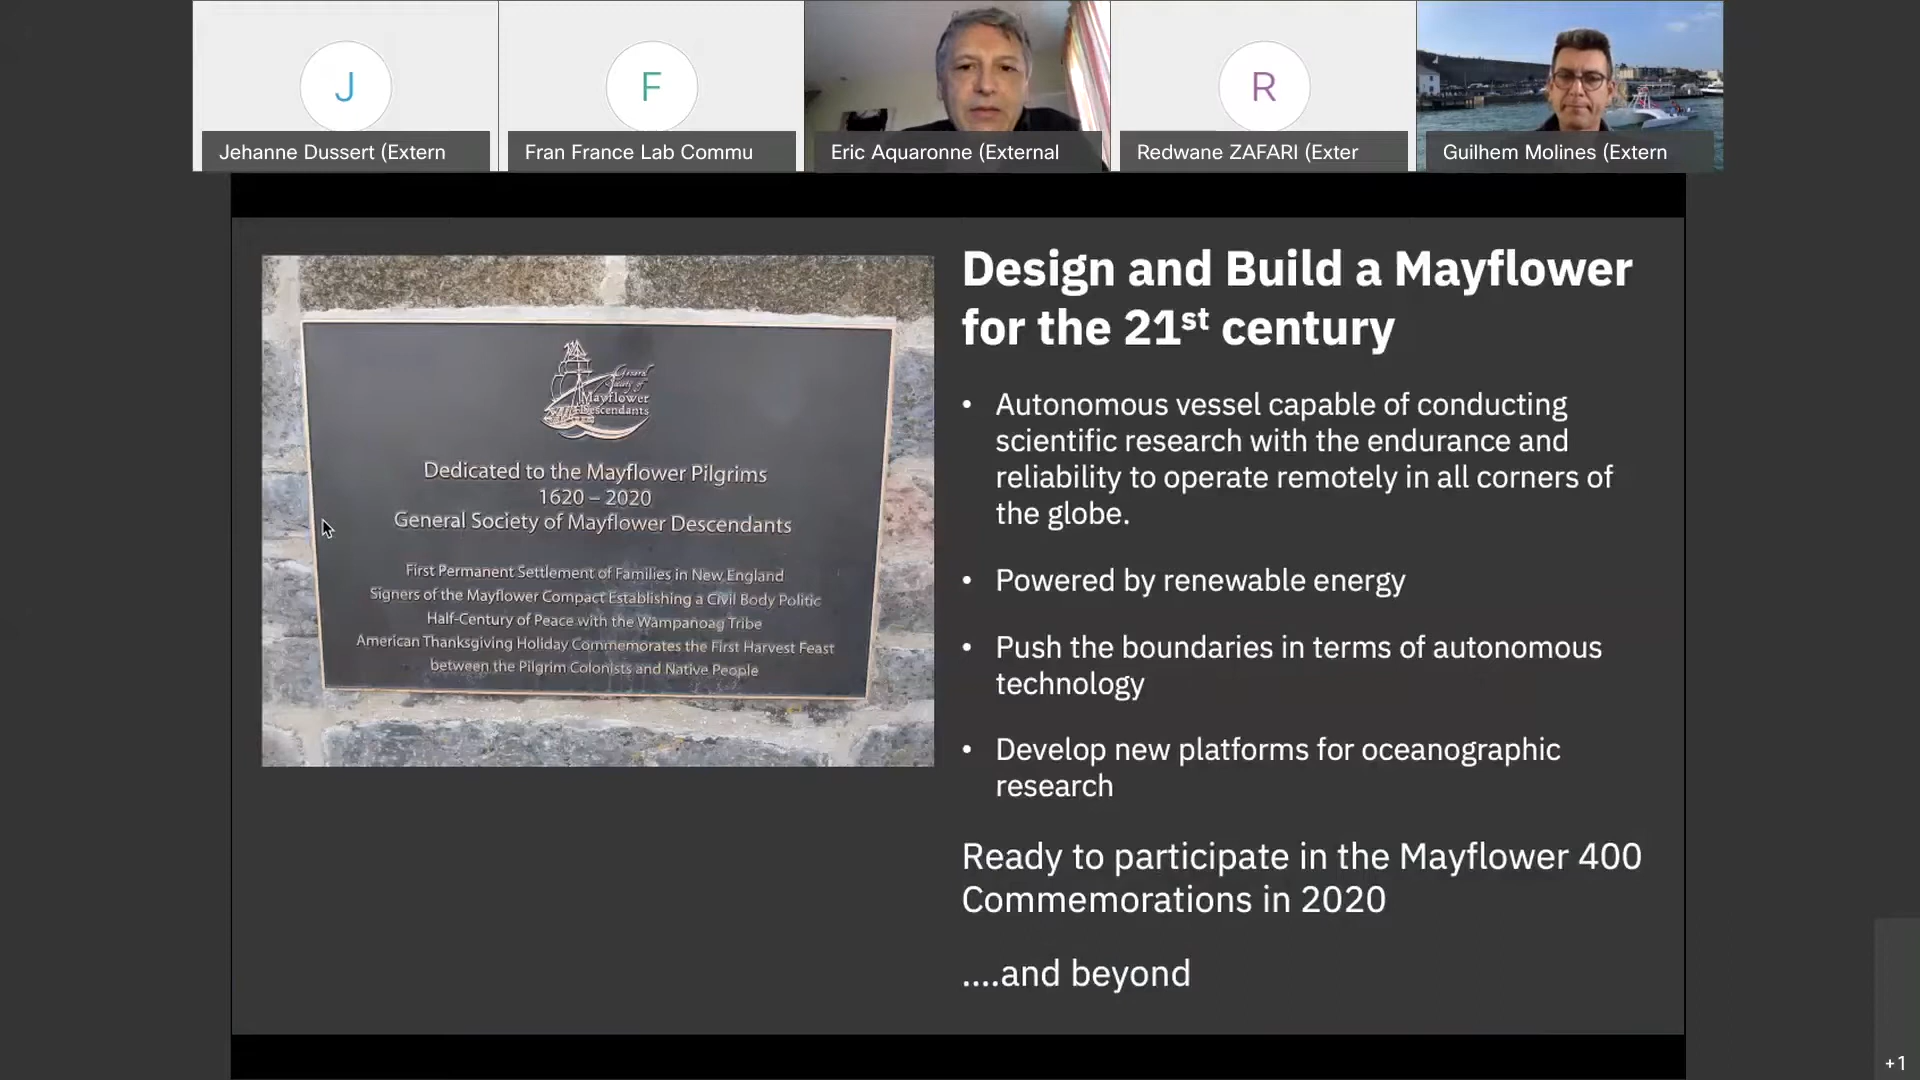 J
F
R
Jehanne Dussert (Extern
Fran France Lab Commu
Eric Aquaronne (External
Redwane ZAFARI (Exter
Guilhem Molines (Extern
General
Society of
Mayflower
Descendants
Dedicated to the Mayflower Pilgrims
1620 – 2020
General Society of Mayflower Descendants
First Permanent Settlement of Families in New England
Signers of the Mayflower Compact Establishing a Civil Body Politic
Half-Century of Peace with the Wampanoag Tribe
American Thanksgiving Holiday Commemorates the First Harvest Feast
between the Pilgrim Colonists and Native People
Design and Build a Mayflower
for the 21st century
• Autonomous vessel capable of conducting
scientific research with the endurance and
reliability to operate remotely in all corners of
the globe.
• Powered by renewable energy
• Push the boundaries in terms of autonomous
technology
• Develop new platforms for oceanographic
research
Ready to participate in the Mayflower 400
Commemorations in 2020
....and beyond
+1